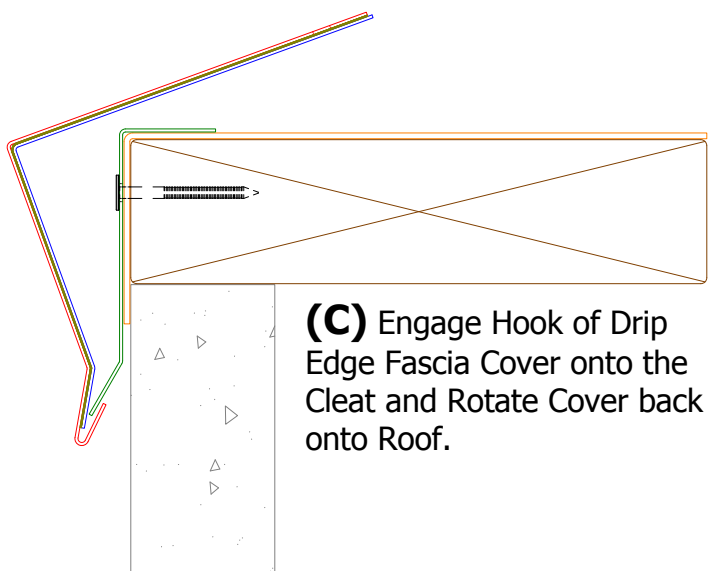 (C) Engage Hook of Drip
Edge Fascia Cover onto the
Cleat and Rotate Cover back
onto Roof.